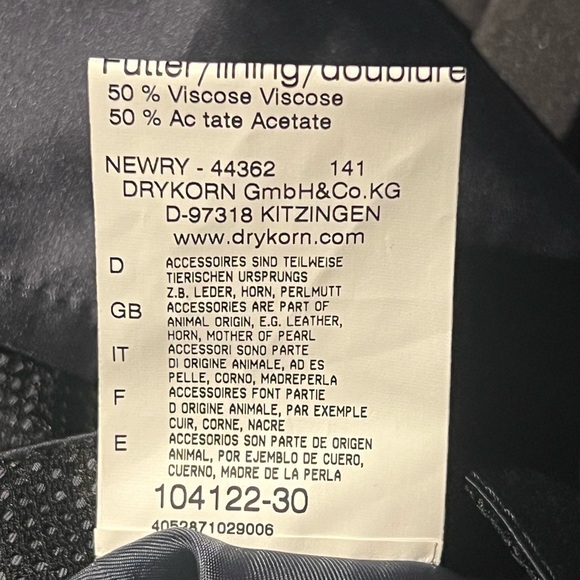 Futter/lining/doublure
50 % Viscose Viscose
50 % Ac tate Acetate
NEWRY - 44362 141
DRYKORN GmbH&Co.KG
D-97318 KITZINGEN
www.drykorn.com
D ACCESSOIRES SIND TEILWEISE
TIERISCHEN URSPRUNGS
Z.B. LEDER, HORN, PERLMUTT
GB ACCESSORIES ARE PART OF
ANIMAL ORIGIN, E.G. LEATHER,
HORN, MOTHER OF PEARL
IT ACCESSORI SONO PARTE
DI ORIGINE ANIMALE, AD ES
PELLE, CORNO, MADREPERLA
F ACCESSOIRES FONT PARTIE
D ORIGINE ANIMALE, PAR EXEMPLE
CUIR, CORNE, NACRE
E ACCESORIOS SON PARTE DE ORIGEN
ANIMAL, POR EJEMBLO DE CUERO,
CUERNO, MADRE DE LA PERLA
104122-30
4052871029006